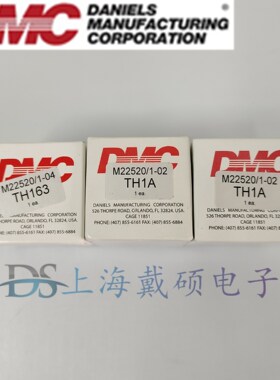 DANIELS
MANUFACTURING
CORPORATION
DMC
M22520/1-04
TH163
1 ea.
DMC
M22520/1-02
TH1A
1 ea.
DANIELS MANUFACTURING CORPORATION
526 THORPE ROAD, ORLANDO, FL 32824, USA
CAGE 11851
PHONE: (407) 855-6161 FAX: (407) 855-6884
DMC
M22520/1-02
TH1A
1 ea.
DS上海戴硕电子